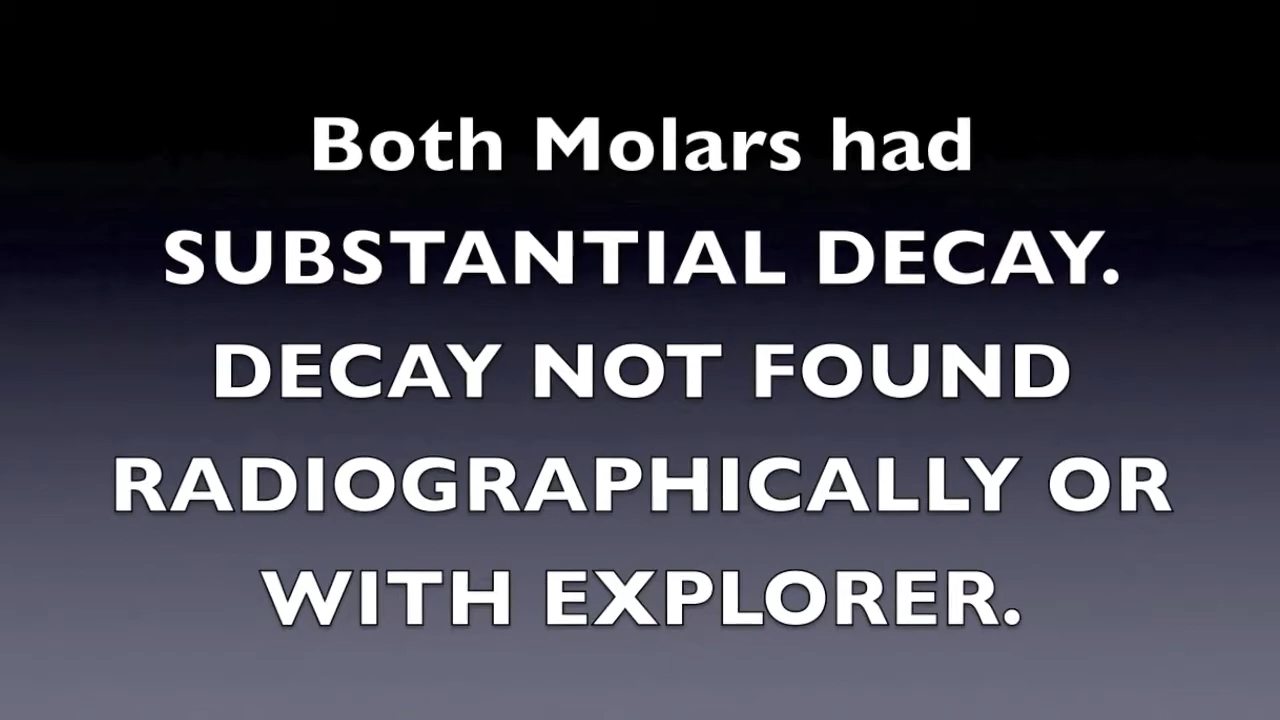 Both Molars had
SUBSTANTIAL DECAY.
DECAY NOT FOUND
RADIOGRAPHICALLY OR
WITH EXPLORER.